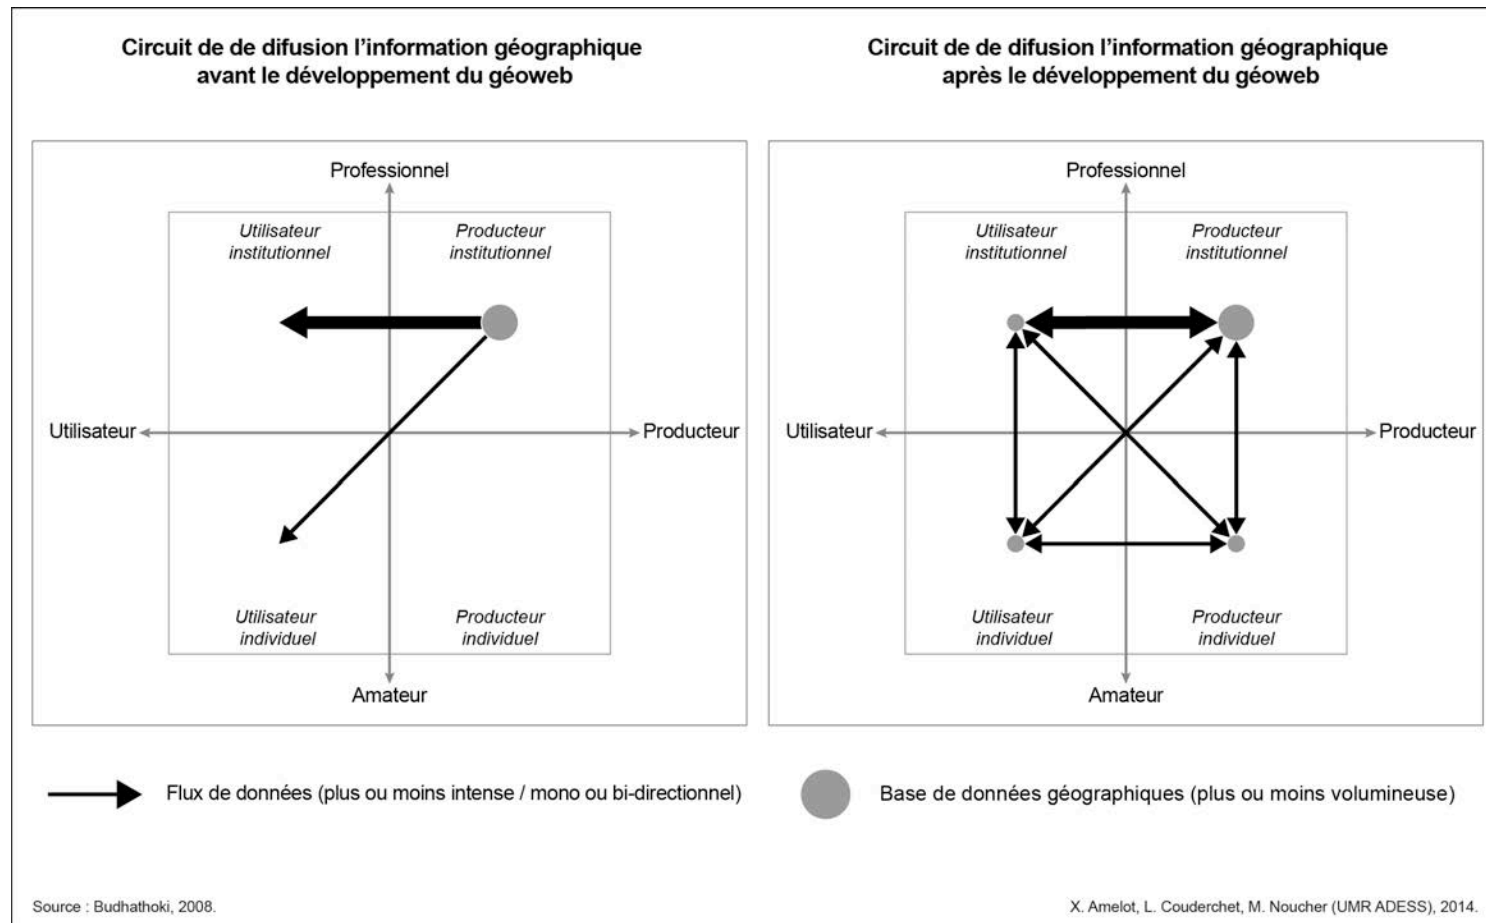 Circuit de de difusion l'information géographique
avant le développement du géoweb
Circuit de de difusion l'information géographique
après le développement du géoweb
Professionnel
Utilisateur
institutionnel
Producteur
institutionnel
Utilisateur
Producteur
Utilisateur
individuel
Producteur
individuel
Amateur
Professionnel
Utilisateur
institutionnel
Producteur
institutionnel
Utilisateur
Producteur
Utilisateur
individuel
Producteur
individuel
Amateur
Flux de données (plus ou moins intense / mono ou bi-directionnel)
Base de données géographiques (plus ou moins volumineuse)
Source : Budhathoki, 2008.
X. Amelot, L. Couderchet, M. Noucher (UMR ADESS), 2014.